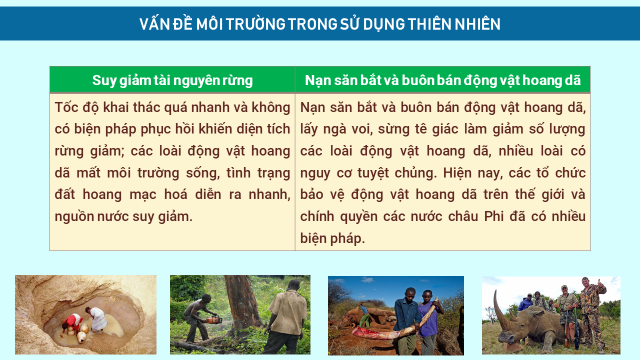 VẤN ĐỀ MÔI TRƯỜNG TRONG SỬ DỤNG THIÊN NHIÊN
Suy giảm tài nguyên rừng
Tốc độ khai thác quá nhanh và không
có biện pháp phục hồi khiến diện tích
rừng giảm; các loài động vật hoang
dã mất môi trường sống, tình trạng
đất hoang mạc hoá diễn ra nhanh,
nguồn nước suy giảm.
Nạn săn bắt và buôn bán động vật hoang dã
Nạn săn bắt và buôn bán động vật hoang dã,
lấy ngà voi, sừng tê giác làm giảm số lượng
các loài động vật hoang dã, nhiều loài có
nguy cơ tuyệt chủng. Hiện nay, các tổ chức
bảo vệ động vật hoang dã trên thế giới và
chính quyền các nước châu Phi đã có nhiều
biện pháp.